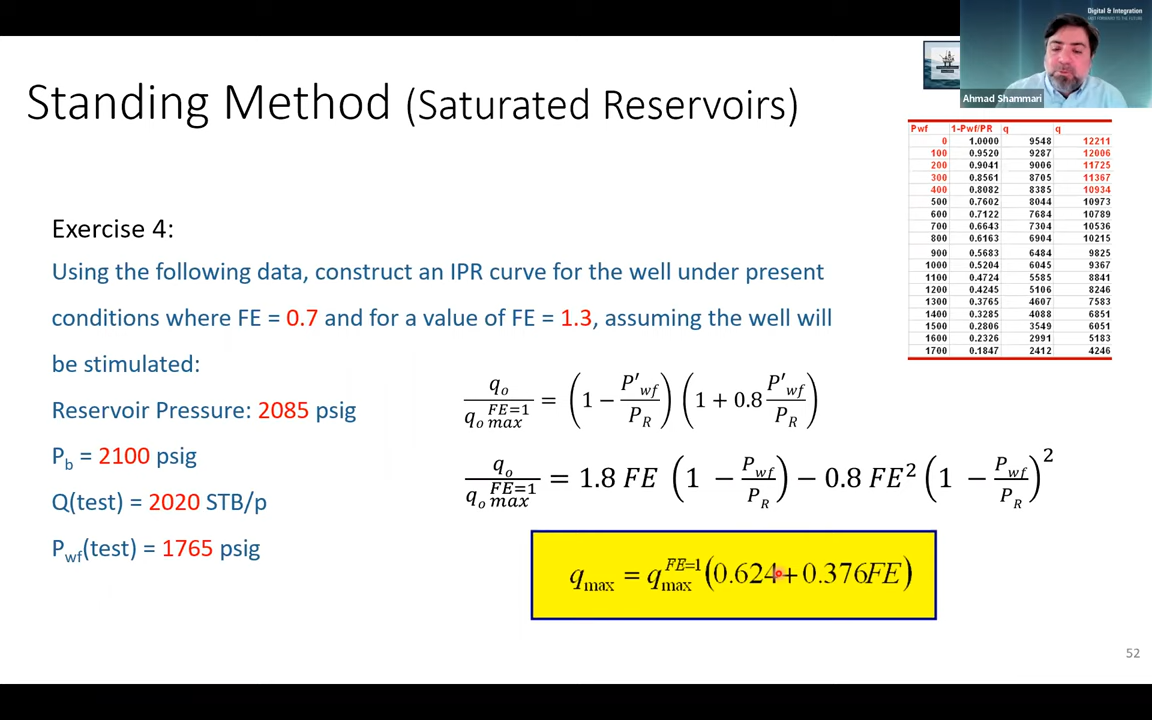 Digital & Integration
FAST FORWARD TO THE FUTURE
Ahmad Shammari
Standing Method (Saturated Reservoirs)
Pwf 1-Pwf/PR q q
0 1.0000 9548 12211
100 0.9520 9287 12006
200 0.9041 9006 11725
300 0.8561 8705 11367
400 0.8082 8385 10934
500 0.7602 8044 10973
600 0.7122 7684 10789
700 0.6643 7304 10536
800 0.6163 6904 10215
900 0.5683 6484 9825
1000 0.5204 6045 9367
1100 0.4724 5585 8841
1200 0.4245 5106 8246
1300 0.3765 4607 7583
1400 0.3285 4088 6851
1500 0.2806 3549 6051
1600 0.2326 2991 5183
1700 0.1847 2412 4246
Exercise 4:
Using the following data, construct an IPR curve for the well under present
conditions where FE = 0.7 and for a value of FE = 1.3, assuming the well will
be stimulated:
Reservoir Pressure: 2085 psig
P_b = 2100 psig
Q(test) = 2020 STB/p
P_wf(test) = 1765 psig
q_o / q_o max^FE=1 = (1 − P′_wf / P_R) (1 + 0.8 P′_wf / P_R)
q_o / q_o max^FE=1 = 1.8 FE (1 − P_wf / P_R) − 0.8 FE² (1 − P_wf / P_R)²
q_max = q_max^FE=1 (0.624 + 0.376FE)
52